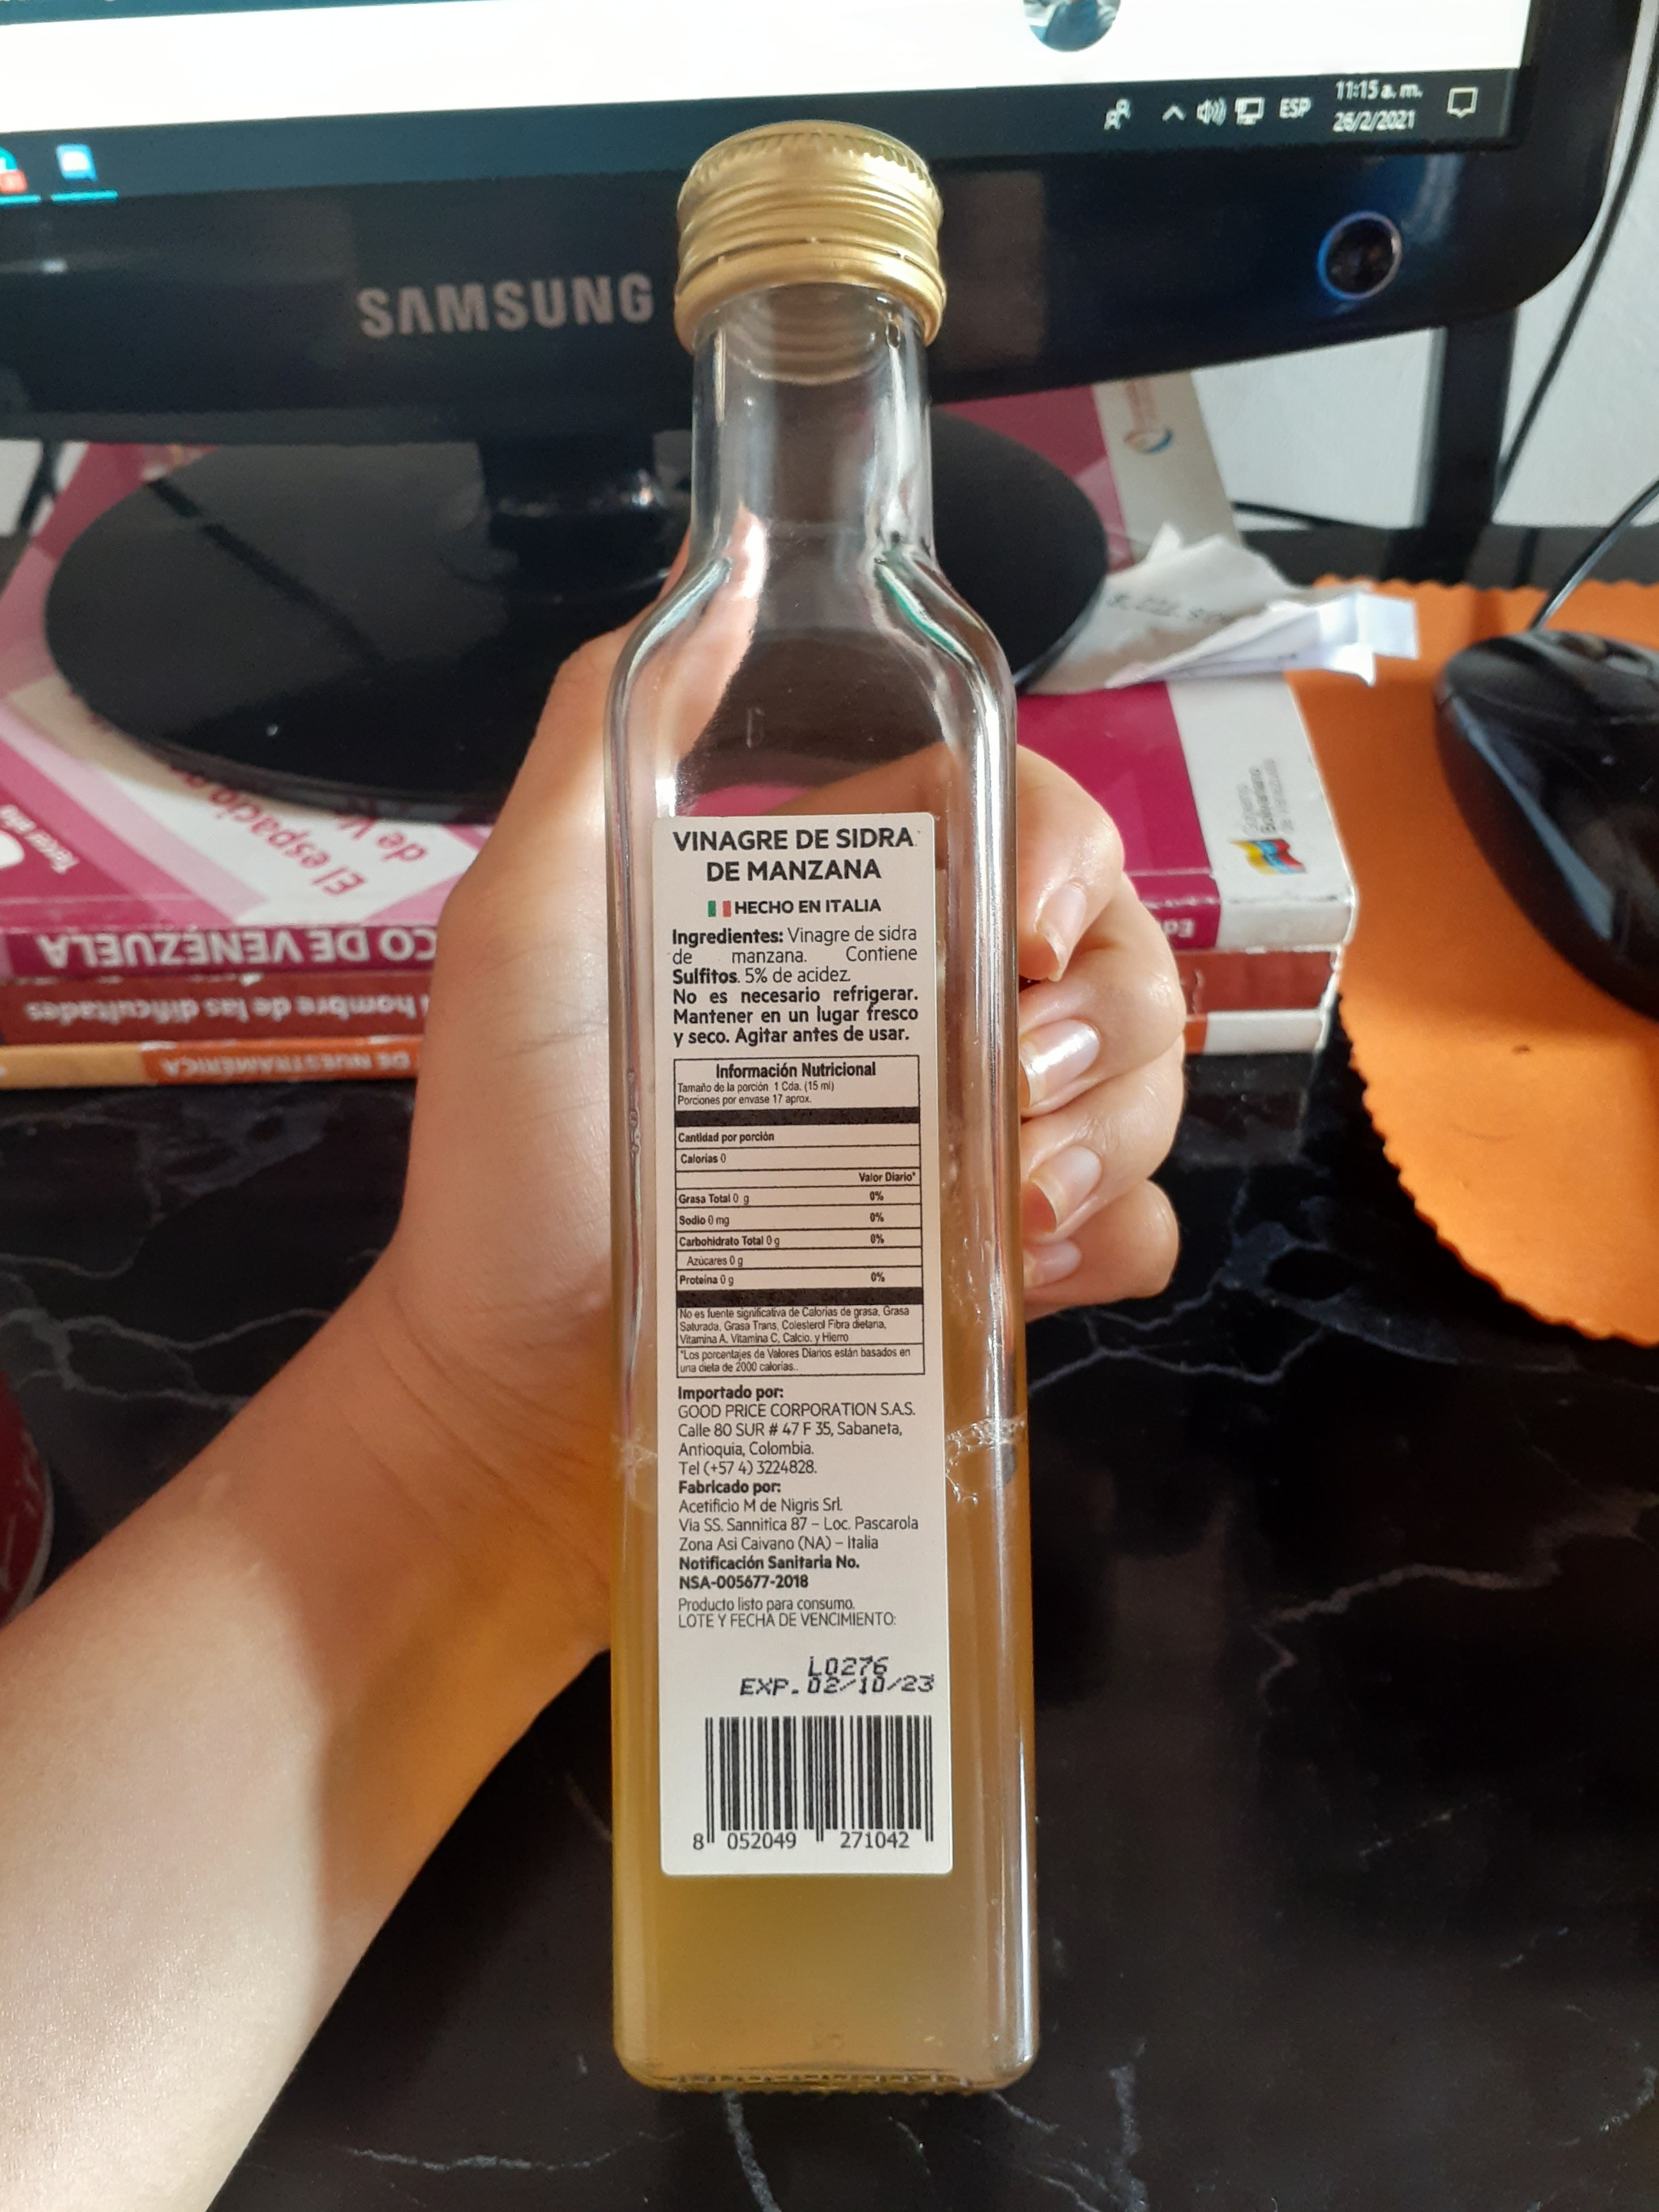 11:15 a. m.
ESP
26/2/2021
SAMSUNG
Tercer año
El espacio
de V
CO DE VENEZUELA
l hombre de las dificultades
DE NUESTRAMÉRICA
Gobierno
Bolivariano
de Venezuela
VINAGRE DE SIDRA
DE MANZANA
HECHO EN ITALIA
Ingredientes: Vinagre de sidra
de manzana. Contiene
Sulfitos. 5% de acidez.
No es necesario refrigerar.
Mantener en un lugar fresco
y seco. Agitar antes de usar.
Información Nutricional
Tamaño de la porción 1 Cda. (15 ml)
Porciones por envase 17 aprox.
Cantidad por porción
Calorías 0
Valor Diario*
Grasa Total 0 g 0%
Sodio 0 mg 0%
Carbohidrato Total 0 g 0%
Azúcares 0 g
Proteína 0 g 0%
No es fuente significativa de Calorías de grasa, Grasa
Saturada, Grasa Trans, Colesterol Fibra dietaria,
Vitamina A, Vitamina C, Calcio, y Hierro
*Los porcentajes de Valores Diarios están basados en
una dieta de 2000 calorías..
Importado por:
GOOD PRICE CORPORATION S.A.S.
Calle 80 SUR # 47 F 35, Sabaneta,
Antioquia, Colombia.
Tel (+57 4) 3224828.
Fabricado por:
Acetificio M de Nigris Srl.
Via SS. Sannitica 87 – Loc. Pascarola
Zona Asi Caivano (NA) – Italia
Notificación Sanitaria No.
NSA-005677-2018
Producto listo para consumo.
LOTE Y FECHA DE VENCIMIENTO:
L0276
EXP. 02/10/23
8 052049 271042